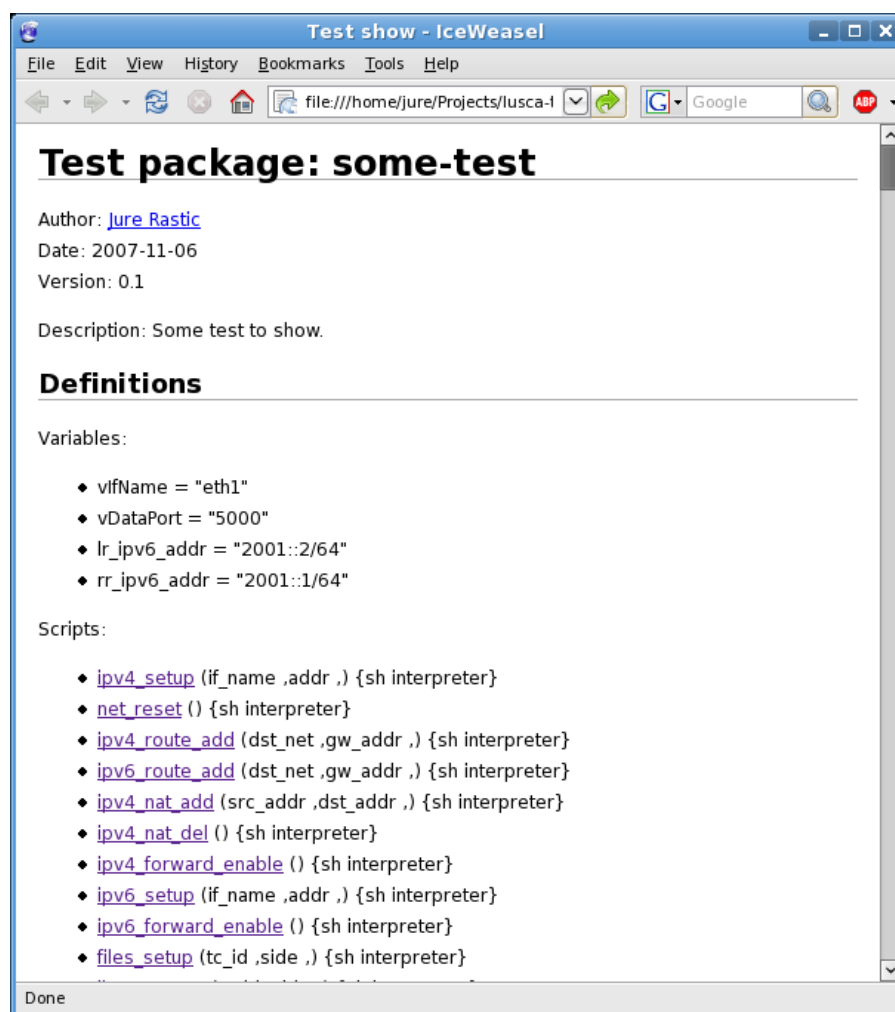 Test show - IceWeasel
File Edit View History Bookmarks Tools Help
file:///home/jure/Projects/lusca-t G Google ABP
Test package: some-test
Author: Jure Rastic
Date: 2007-11-06
Version: 0.1
Description: Some test to show.
Definitions
Variables:
vIfName = "eth1"
vDataPort = "5000"
lr_ipv6_addr = "2001::2/64"
rr_ipv6_addr = "2001::1/64"
Scripts:
ipv4_setup (if_name ,addr ,) {sh interpreter}
net_reset () {sh interpreter}
ipv4_route_add (dst_net ,gw_addr ,) {sh interpreter}
ipv6_route_add (dst_net ,gw_addr ,) {sh interpreter}
ipv4_nat_add (src_addr ,dst_addr ,) {sh interpreter}
ipv4_nat_del () {sh interpreter}
ipv4_forward_enable () {sh interpreter}
ipv6_setup (if_name ,addr ,) {sh interpreter}
ipv6_forward_enable () {sh interpreter}
files_setup (tc_id ,side ,) {sh interpreter}
Done